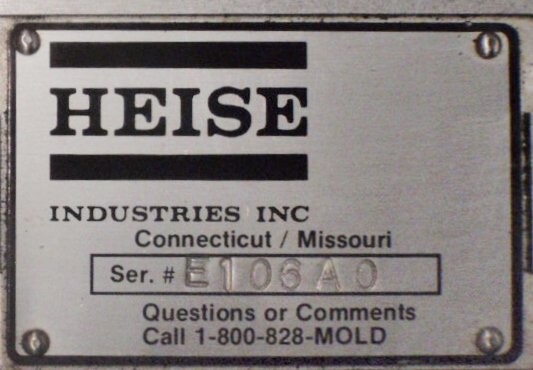 HEISE
INDUSTRIES INC
Connecticut / Missouri
Ser. # E106A0
Questions or Comments
Call 1-800-828-MOLD